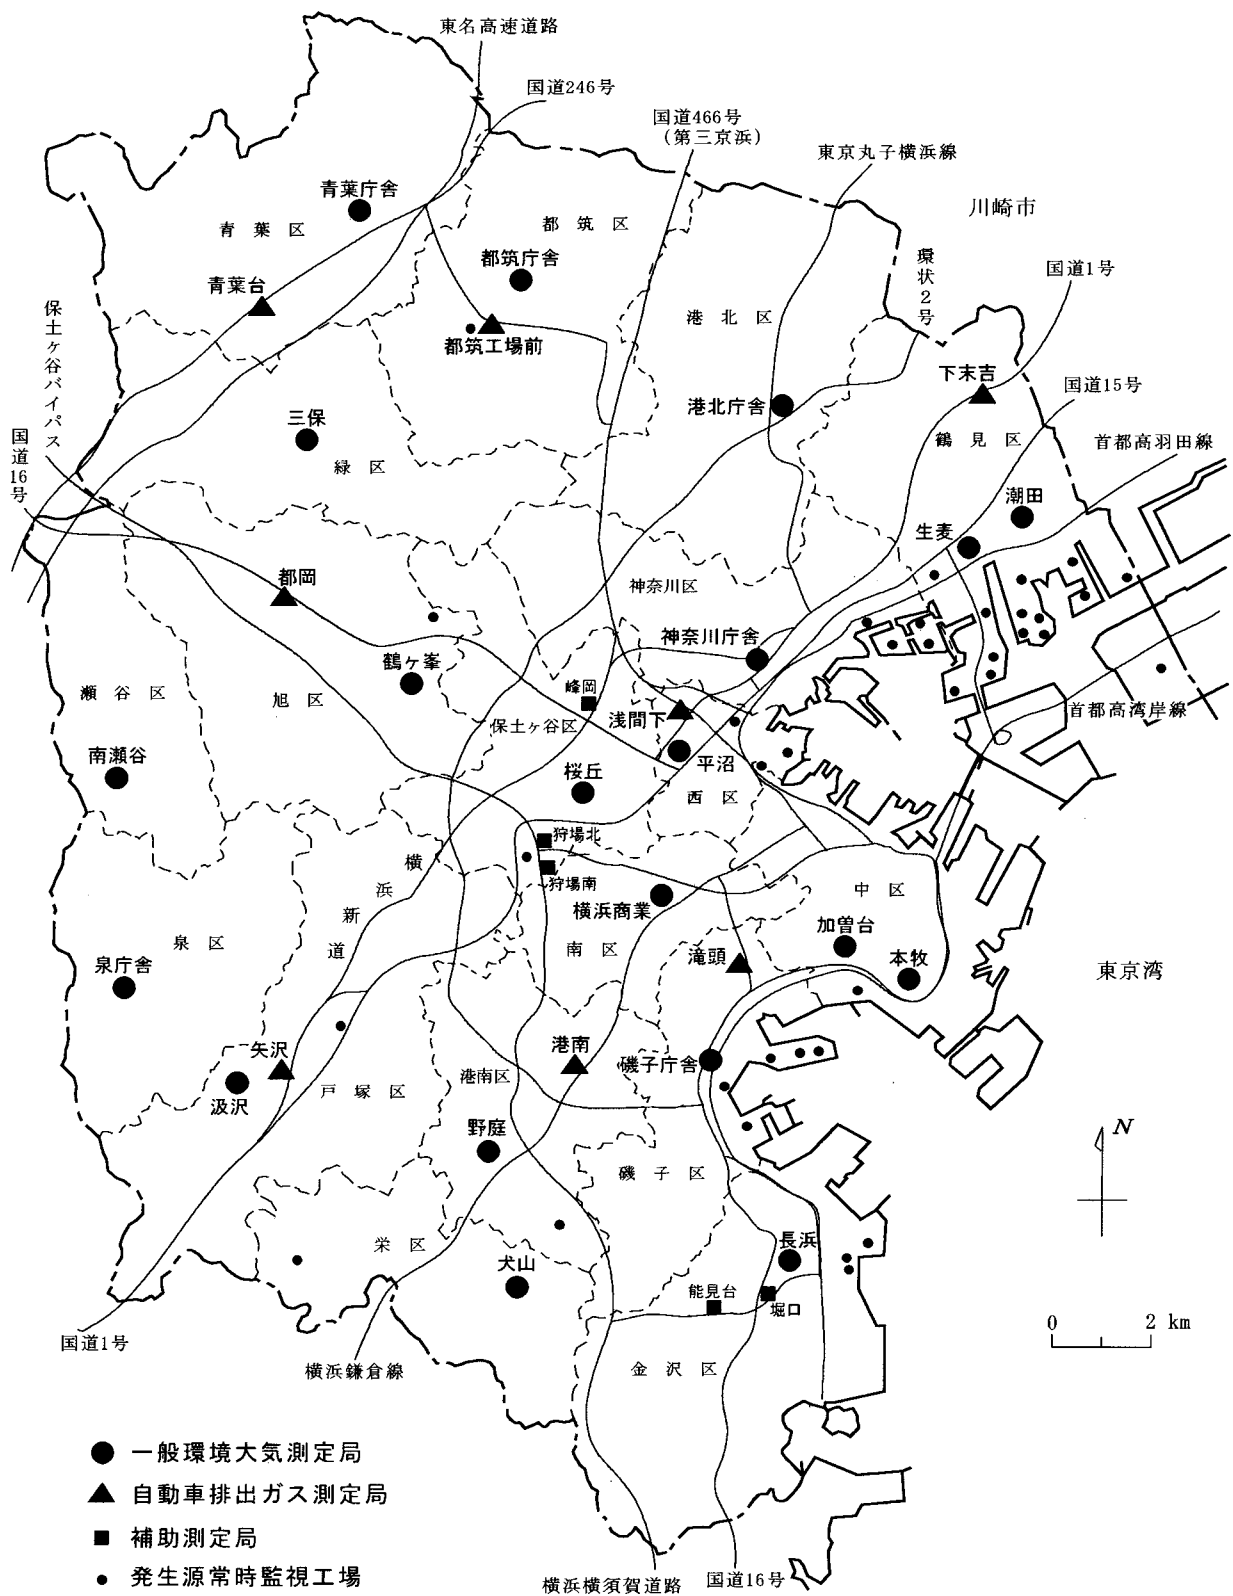 東名高速道路
国道246号
国道466号
(第三京浜)
東京丸子横浜線
川崎市
環状2号
国道1号
国道15号
首都高羽田線
青葉庁舎
青葉区
都筑区
都筑庁舎
青葉台
保土ヶ谷バイパス
都筑工場前
港北区
港北庁舎
下末吉
鶴見区
三保
緑区
国道16号
潮田
生麦
都岡
神奈川区
神奈川庁舎
鶴ヶ峯
峰岡
瀬谷区
旭区
保土ヶ谷区
浅間下
首都高湾岸線
南瀬谷
桜丘
平沼
西区
狩場北
狩場南
横浜新道
横浜商業
中区
加曽台
本牧
泉区
泉庁舎
南区
滝頭
東京湾
矢沢
汲沢
戸塚区
港南区
港南
磯子庁舎
野庭
磯子区
N
栄区
犬山
長浜
能見台
堀口
0 2 km
国道1号
横浜鎌倉線
金沢区
一般環境大気測定局
自動車排出ガス測定局
補助測定局
発生源常時監視工場
横浜横須賀道路
国道16号